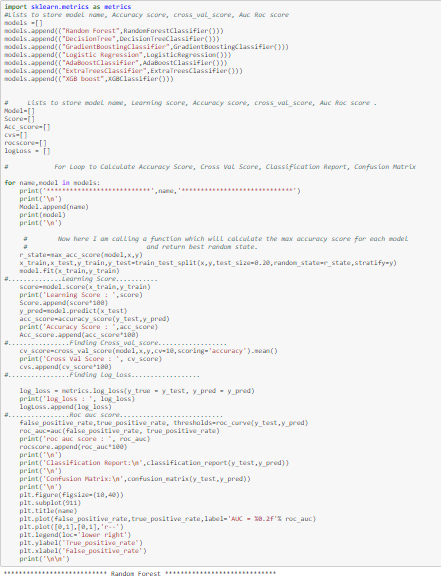 import sklearn.metrics as metrics
#Lists to store model name, Accuracy score, cross_val_score, Auc Roc score
models =[]
models.append(("Random Forest",RandomForestClassifier()))
models.append(("DecisionTree",DecisionTreeClassifier()))
models.append(("GradientBoostingClassifier",GradientBoostingClassifier()))
models.append(("Logistic Regression",LogisticRegression()))
models.append(("AdaBoostClassifier",AdaBoostClassifier()))
models.append(("ExtraTreesClassifier",ExtraTreesClassifier()))
models.append(("XGB boost",XGBClassifier()))
# Lists to store model name, Learning score, Accuracy score, cross_val_score, Auc Roc score .
Model=[]
Score=[]
Acc_score=[]
cvs=[]
rocscore=[]
logLoss = []
# For Loop to Calculate Accuracy Score, Cross Val Score, Classification Report, Confusion Matrix
for name,model in models:
print('***************************',name,'*****************************')
print('\n')
Model.append(name)
print(model)
print('\n')
# Now here I am calling a function which will calculate the max accuracy score for each model
# and return best random state.
r_state=max_acc_score(model,x,y)
x_train,x_test,y_train,y_test=train_test_split(x,y,test_size=0.20,random_state=r_state,stratify=y)
model.fit(x_train,y_train)
#..............Learning Score...........
score=model.score(x_train,y_train)
print('Learning Score : ',score)
Score.append(score*100)
y_pred=model.predict(x_test)
acc_score=accuracy_score(y_test,y_pred)
print('Accuracy Score : ',acc_score)
Acc_score.append(acc_score*100)
#................Finding Cross_val_score..................
cv_score=cross_val_score(model,x,y,cv=10,scoring='accuracy').mean()
print('Cross Val Score : ', cv_score)
cvs.append(cv_score*100)
#................Finding log_loss.......................
log_loss = metrics.log_loss(y_true = y_test, y_pred = y_pred)
print('log_loss : ', log_loss)
logLoss.append(log_loss)
#................Roc auc score...........................
false_positive_rate,true_positive_rate, thresholds=roc_curve(y_test,y_pred)
roc_auc=auc(false_positive_rate, true_positive_rate)
print('roc auc score : ', roc_auc)
rocscore.append(roc_auc*100)
print('\n')
print('Classification Report:\n',classification_report(y_test,y_pred))
print('\n')
print('Confusion Matrix:\n',confusion_matrix(y_test,y_pred))
print('\n')
plt.figure(figsize=(10,40))
plt.subplot(911)
plt.title(name)
plt.plot(false_positive_rate,true_positive_rate,label='AUC = %0.2f'% roc_auc)
plt.plot([0,1],[0,1],'r--')
plt.legend(loc='lower right')
plt.ylabel('True_positive_rate')
plt.xlabel('False_positive_rate')
print('\n\n')
*************************** Random Forest *****************************